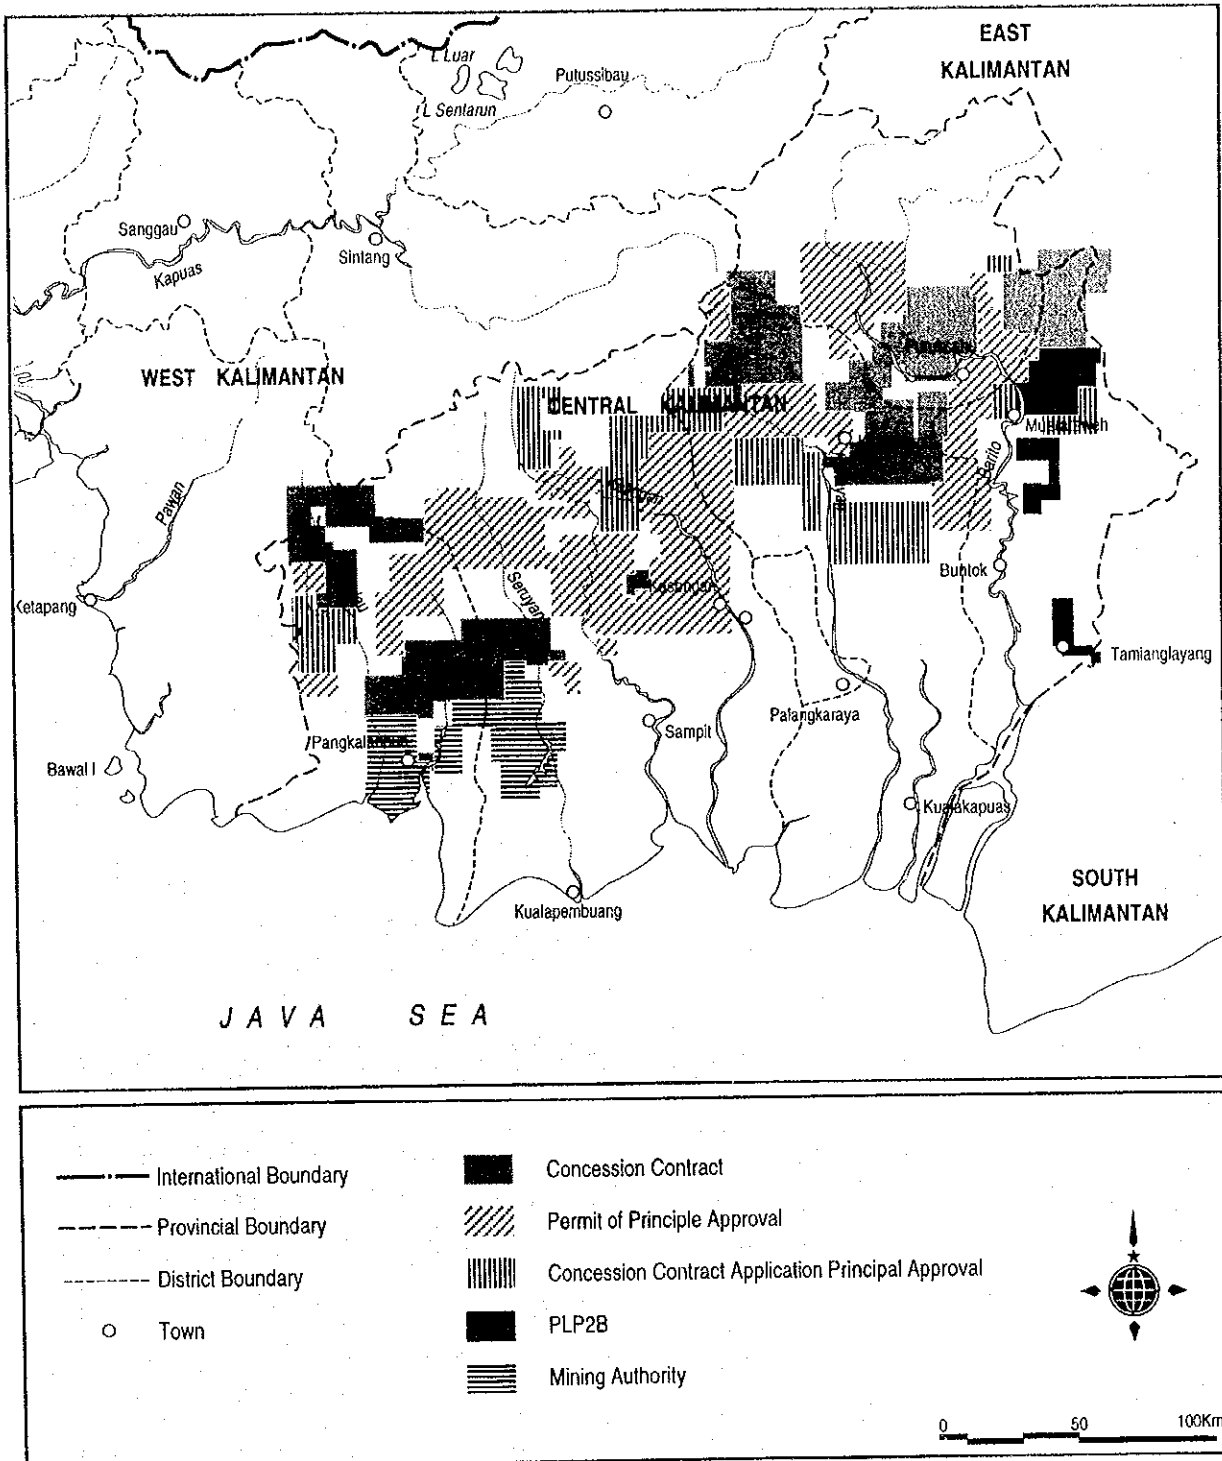 EAST
KALIMANTAN
L Luar
Putussibau
L Sentarun
Sanggau
Sintang
Kapuas
WEST KALIMANTAN
CENTRAL KALIMANTAN
Barito
Pawan
Buntok
Ketapang
Seruyan
Kasongan
Tamianglayang
Palangkaraya
Sampit
Bawal I
Kualakapuas
SOUTH
KALIMANTAN
Kualapembuang
JAVA SEA
International Boundary
Provincial Boundary
District Boundary
Town
Concession Contract
Permit of Principle Approval
Concession Contract Application Principal Approval
PLP2B
Mining Authority
0 50 100Km